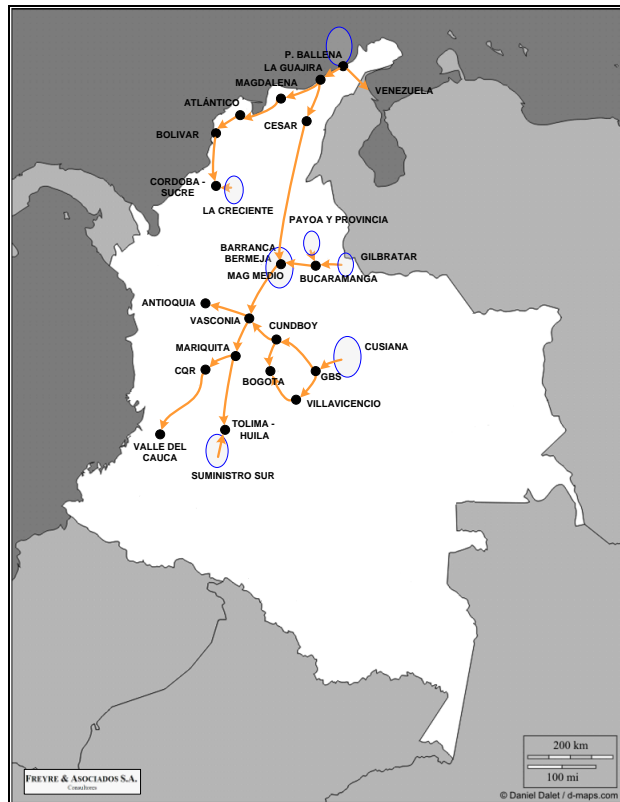 P. BALLENA
LA GUAJIRA
MAGDALENA
VENEZUELA
ATLÁNTICO
CESAR
BOLIVAR
CORDOBA -
SUCRE
LA CRECIENTE
PAYOA Y PROVINCIA
BARRANCA
BERMEJA
GILBRATAR
MAG MEDIO
BUCARAMANGA
ANTIOQUIA
VASCONIA
CUNDBOY
MARIQUITA
CUSIANA
CQR
BOGOTA
GBS
VILLAVICENCIO
TOLIMA -
HUILA
VALLE DEL
CAUCA
SUMINISTRO SUR
200 km
100 mi
FREYRE & ASOCIADOS S.A.
Consultores
© Daniel Dalet / d-maps.com